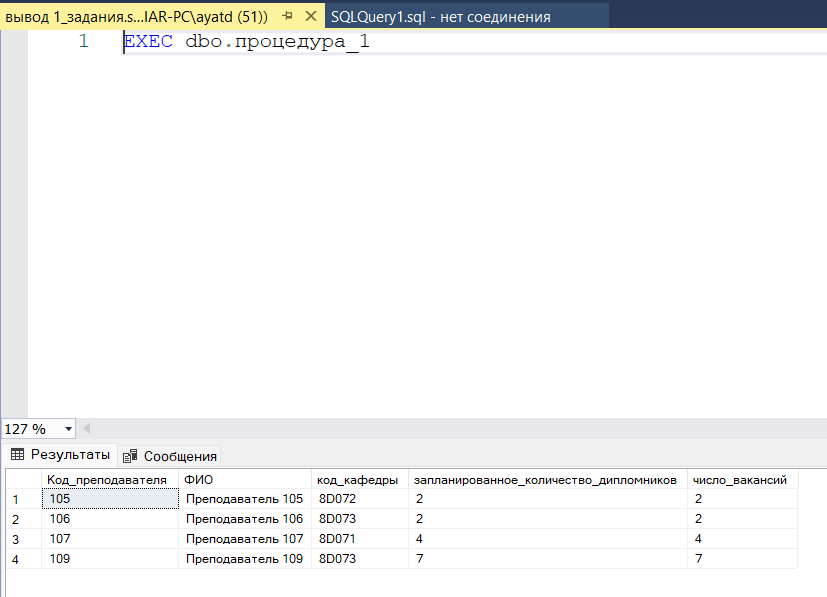 вывод 1_задания.s...IAR-PC\ayatd (51)) SQLQuery1.sql - нет соединения
1 EXEC dbo.процедура_1
127 %
Результаты Сообщения
Код_преподавателя ФИО код_кафедры запланированное_количество_дипломников число_вакансий
1 105 Преподаватель 105 8D072 2 2
2 106 Преподаватель 106 8D073 2 2
3 107 Преподаватель 107 8D071 4 4
4 109 Преподаватель 109 8D073 7 7